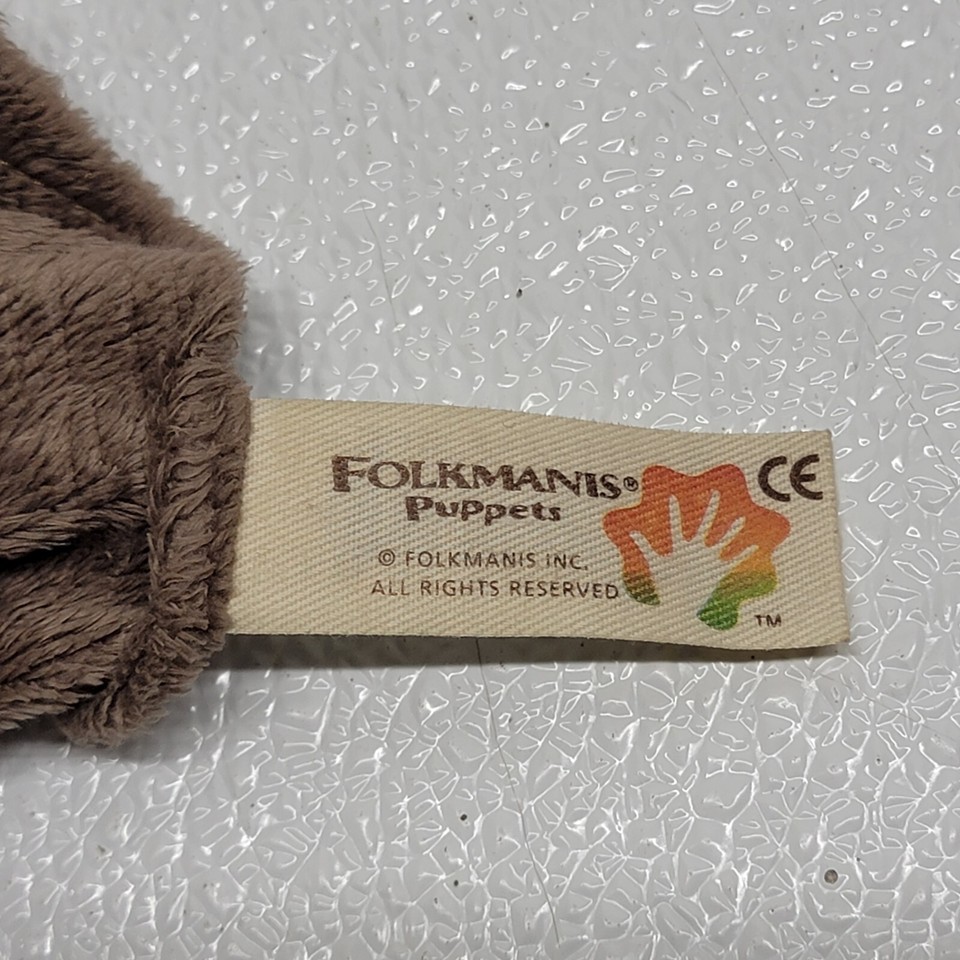 FOLKMANIS®
Puppets
CE
© FOLKMANIS INC.
ALL RIGHTS RESERVED
TM